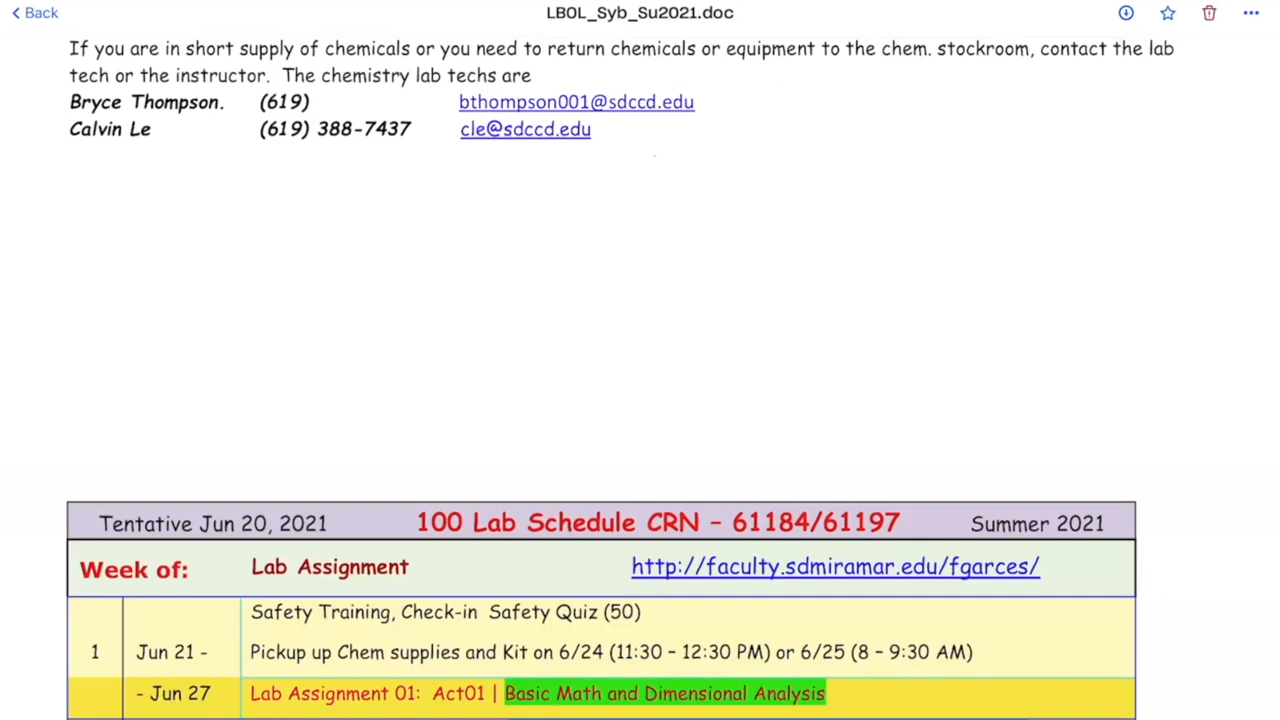 Back
LB0L_Syb_Su2021.doc
If you are in short supply of chemicals or you need to return chemicals or equipment to the chem. stockroom, contact the lab
tech or the instructor. The chemistry lab techs are
Bryce Thompson. (619) bthompson001@sdccd.edu
Calvin Le (619) 388-7437 cle@sdccd.edu
Tentative Jun 20, 2021 100 Lab Schedule CRN – 61184/61197 Summer 2021
Week of: Lab Assignment http://faculty.sdmiramar.edu/fgarces/
Safety Training, Check-in Safety Quiz (50)
1 Jun 21 - Pickup up Chem supplies and Kit on 6/24 (11:30 – 12:30 PM) or 6/25 (8 – 9:30 AM)
- Jun 27 Lab Assignment 01: Act01 | Basic Math and Dimensional Analysis